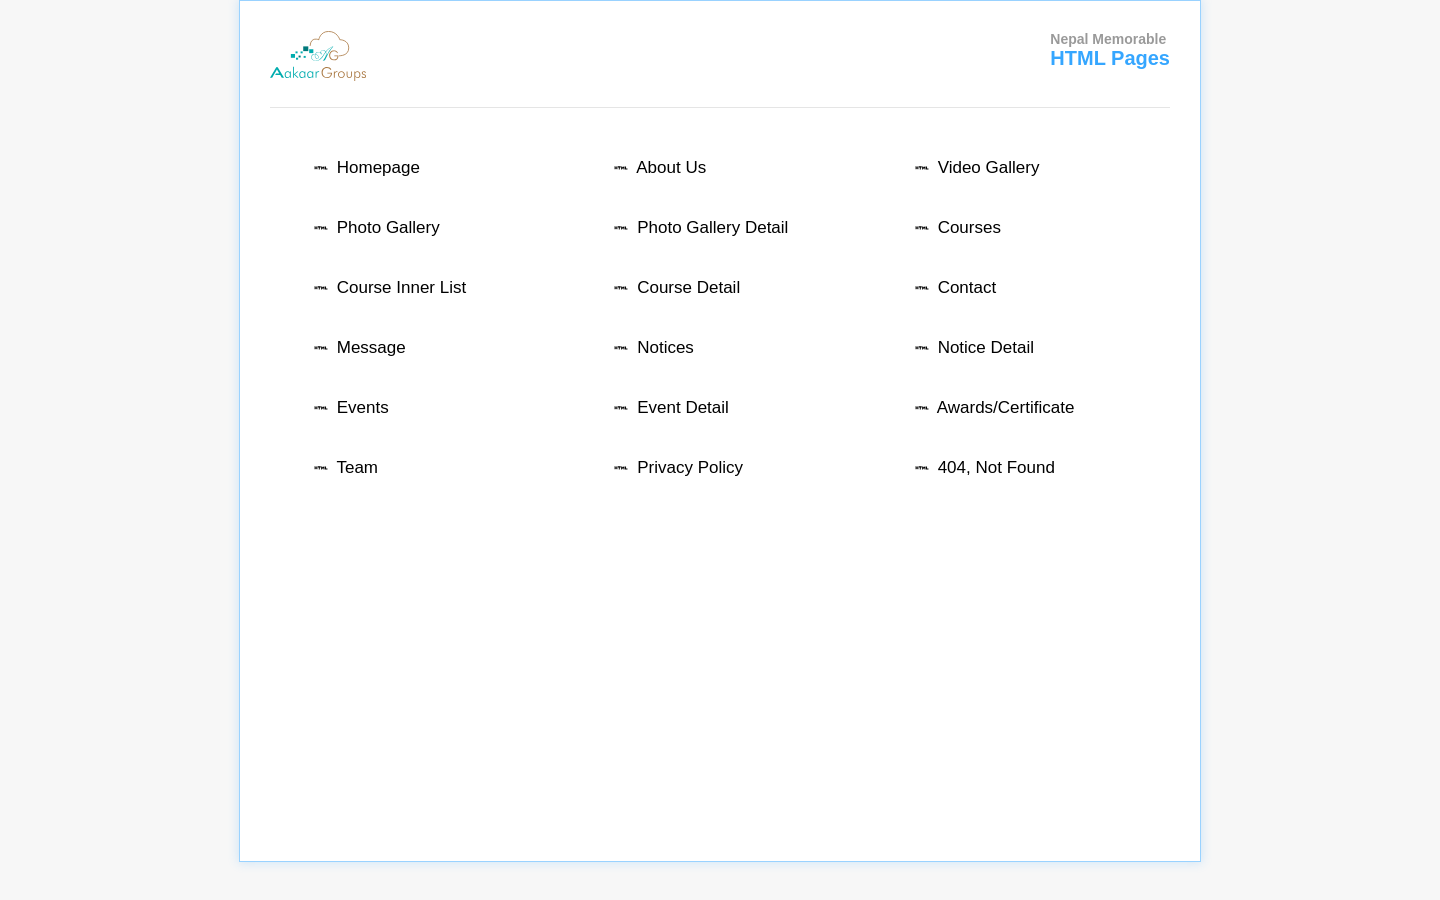 AG
Aakaar Groups
Nepal Memorable
HTML Pages
HTML Homepage
HTML About Us
HTML Video Gallery
HTML Photo Gallery
HTML Photo Gallery Detail
HTML Courses
HTML Course Inner List
HTML Course Detail
HTML Contact
HTML Message
HTML Notices
HTML Notice Detail
HTML Events
HTML Event Detail
HTML Awards/Certificate
HTML Team
HTML Privacy Policy
HTML 404, Not Found